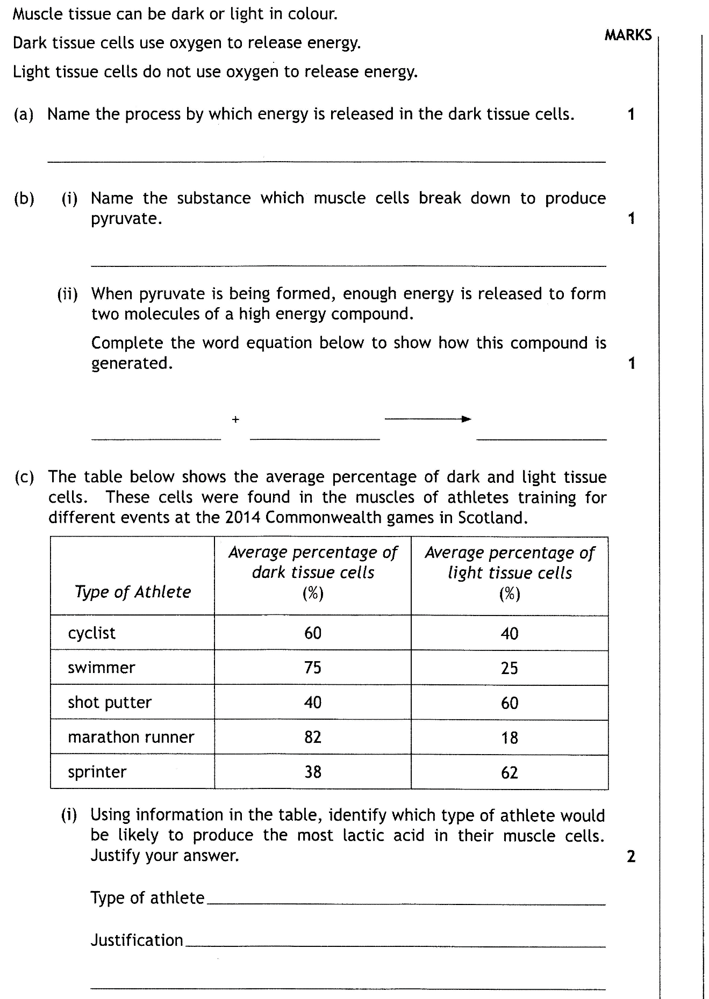 Muscle tissue can be dark or light in colour.
MARKS
Dark tissue cells use oxygen to release energy.
Light tissue cells do not use oxygen to release energy.
(a) Name the process by which energy is released in the dark tissue cells. 1
(b) (i) Name the substance which muscle cells break down to produce
pyruvate. 1
(ii) When pyruvate is being formed, enough energy is released to form
two molecules of a high energy compound.
Complete the word equation below to show how this compound is
generated. 1
+
(c) The table below shows the average percentage of dark and light tissue
cells. These cells were found in the muscles of athletes training for
different events at the 2014 Commonwealth games in Scotland.
Type of Athlete
Average percentage of
dark tissue cells
(%)
Average percentage of
light tissue cells
(%)
cyclist 60 40
swimmer 75 25
shot putter 40 60
marathon runner 82 18
sprinter 38 62
(i) Using information in the table, identify which type of athlete would
be likely to produce the most lactic acid in their muscle cells.
Justify your answer. 2
Type of athlete
Justification